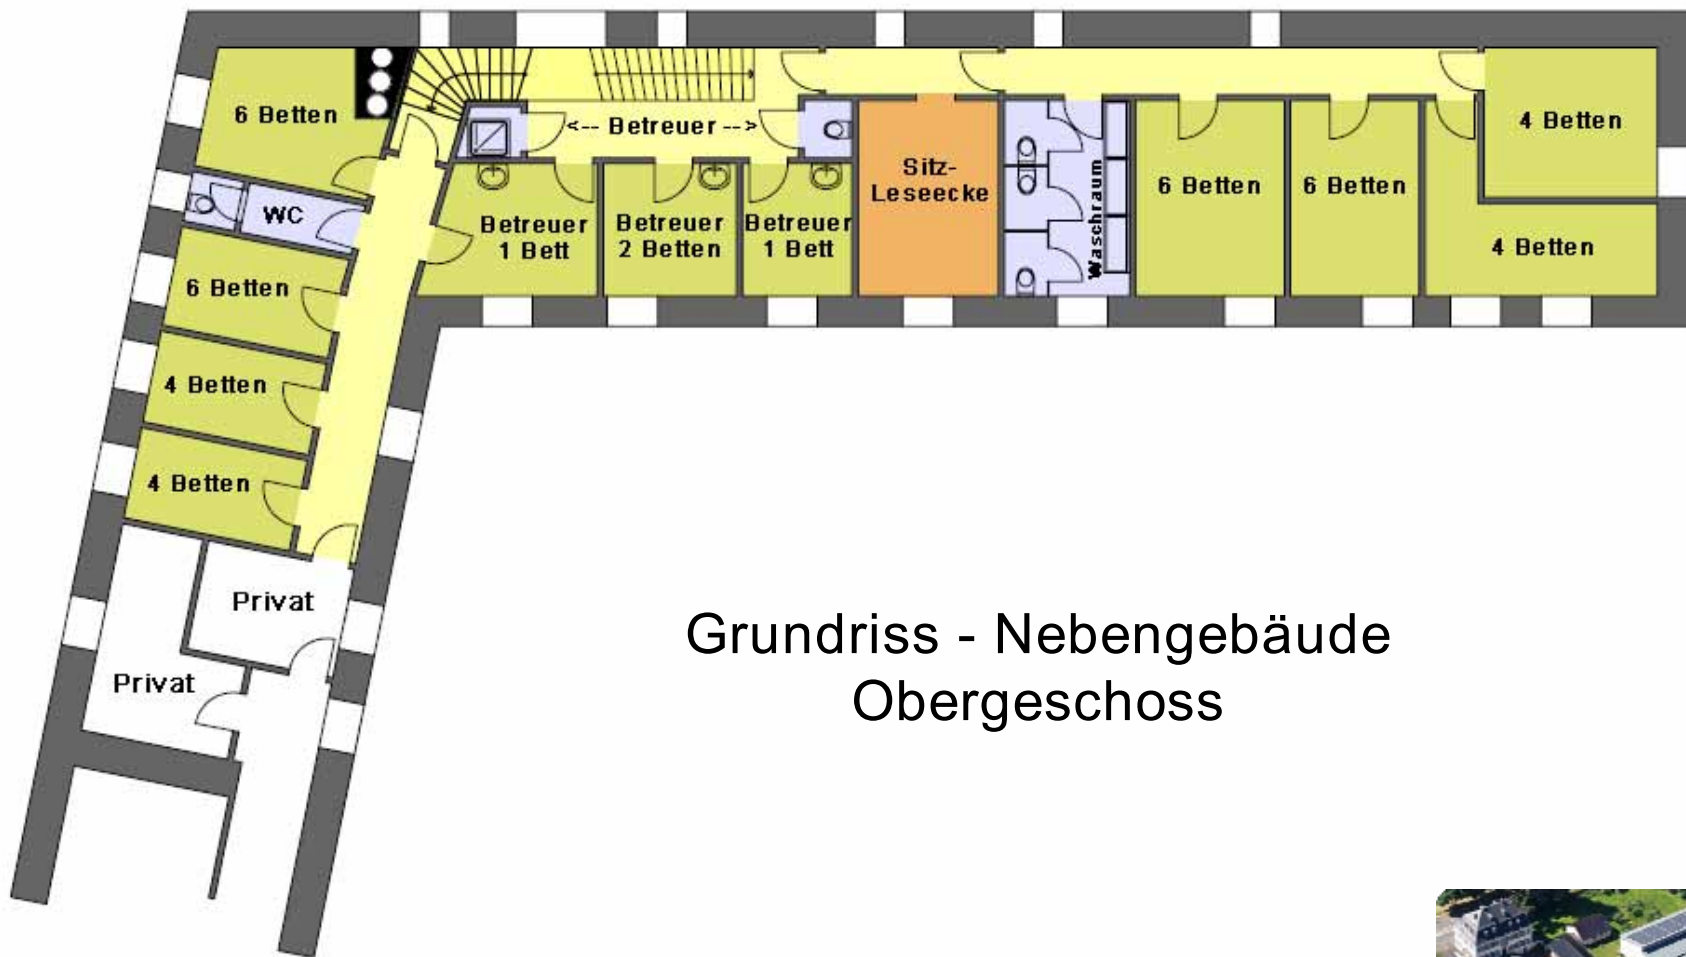 6 Betten
<-- Betreuer -->
4 Betten
WC
Betreuer
1 Bett
Betreuer
2 Betten
Betreuer
1 Bett
Sitz-
Leseecke
Waschraum
6 Betten
6 Betten
4 Betten
6 Betten
4 Betten
4 Betten
Privat
Privat
Grundriss - Nebengebäude
Obergeschoss